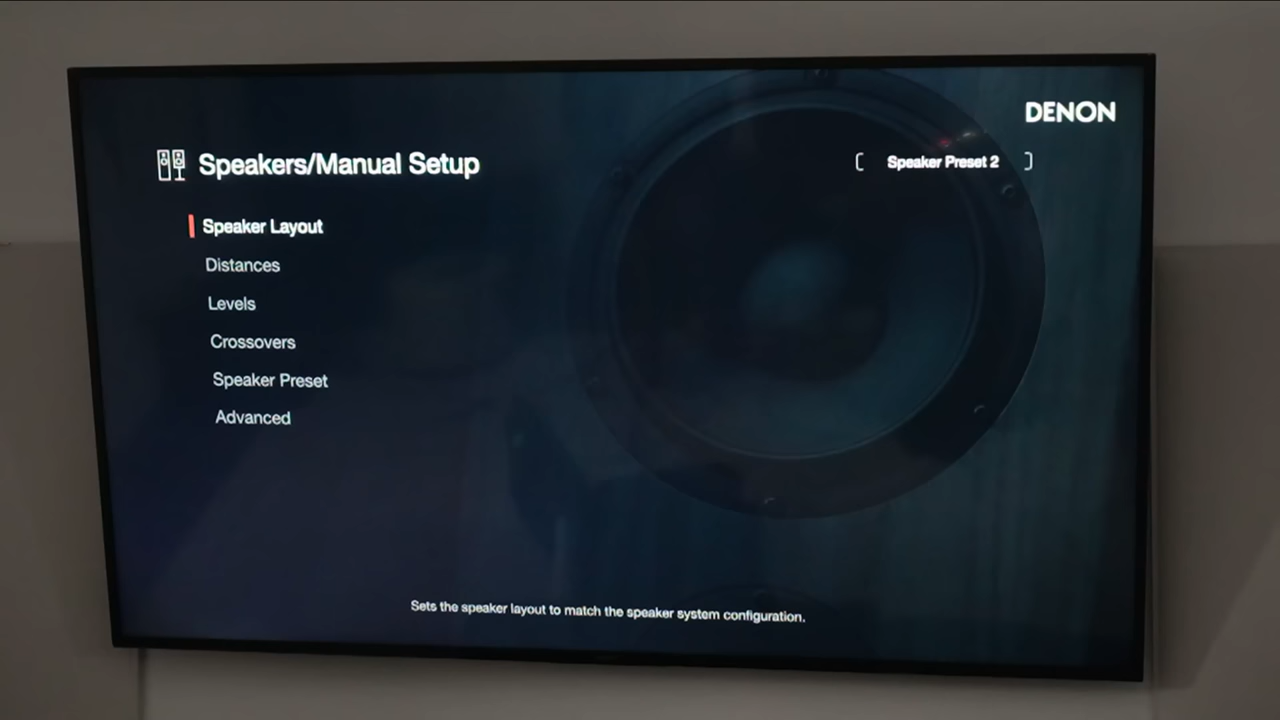 DENON
Speakers/Manual Setup
[ Speaker Preset 2 ]
Speaker Layout
Distances
Levels
Crossovers
Speaker Preset
Advanced
Sets the speaker layout to match the speaker system configuration.